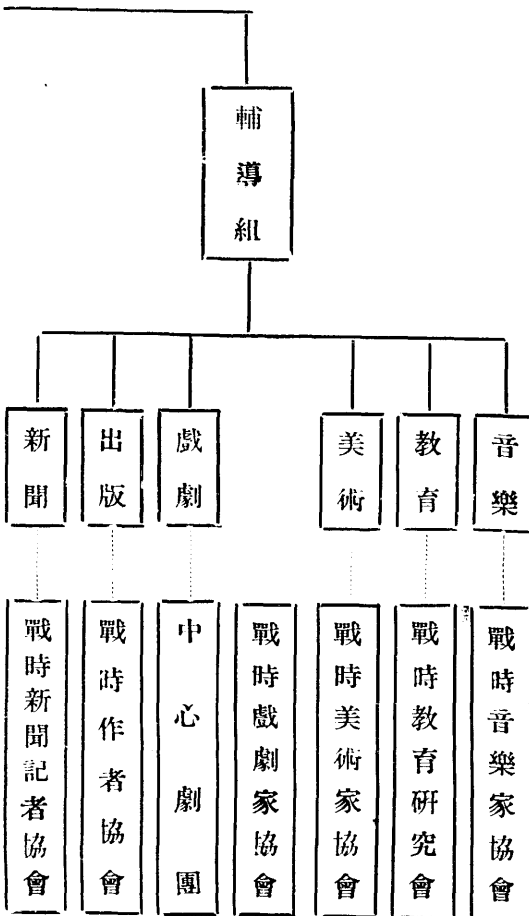 輔導組
音樂
教育
美術
戲劇
出版
新聞
戰時音樂家協會
戰時教育研究會
戰時美術家協會
戰時戲劇家協會
中心劇團
戰時作者協會
戰時新聞記者協會